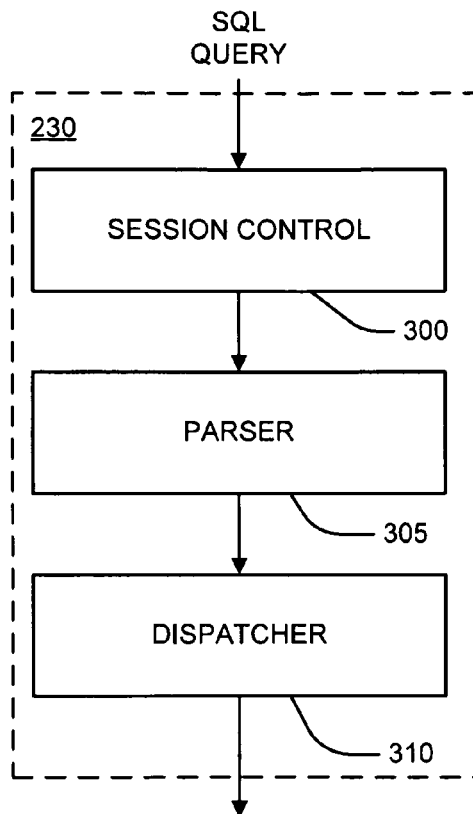 SQL
QUERY
230
SESSION CONTROL
300
PARSER
305
DISPATCHER
310